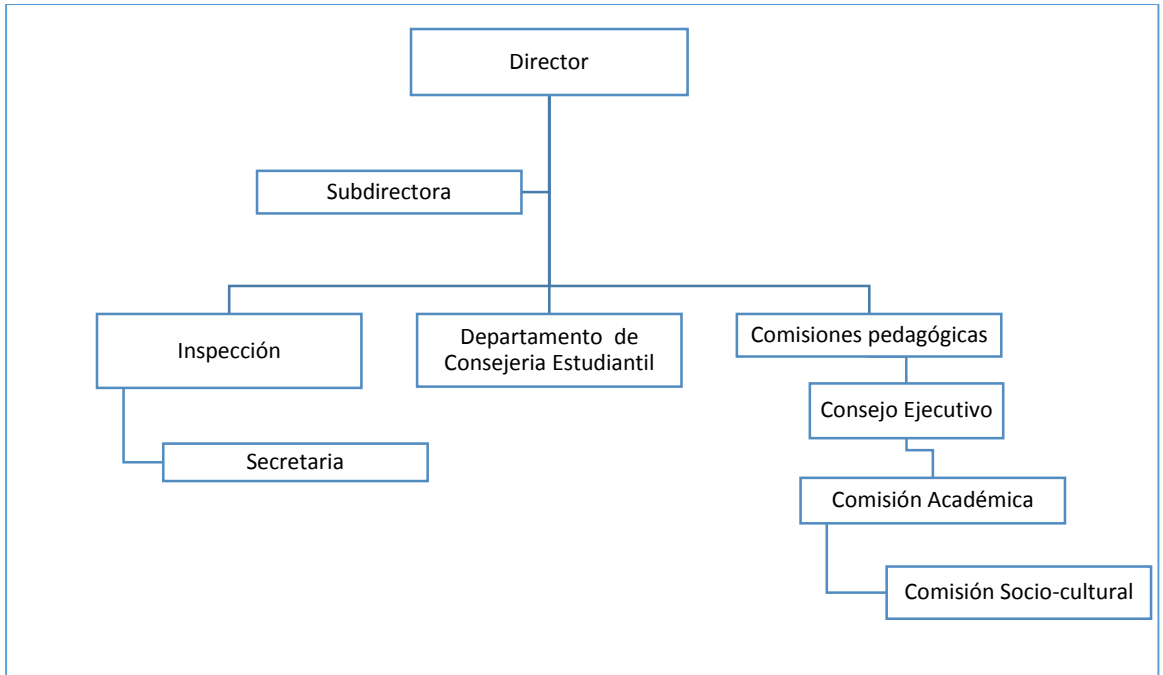 Director
Subdirectora
Inspección
Departamento de
Consejeria Estudiantil
Comisiones pedagógicas
Consejo Ejecutivo
Secretaria
Comisión Académica
Comisión Socio-cultural